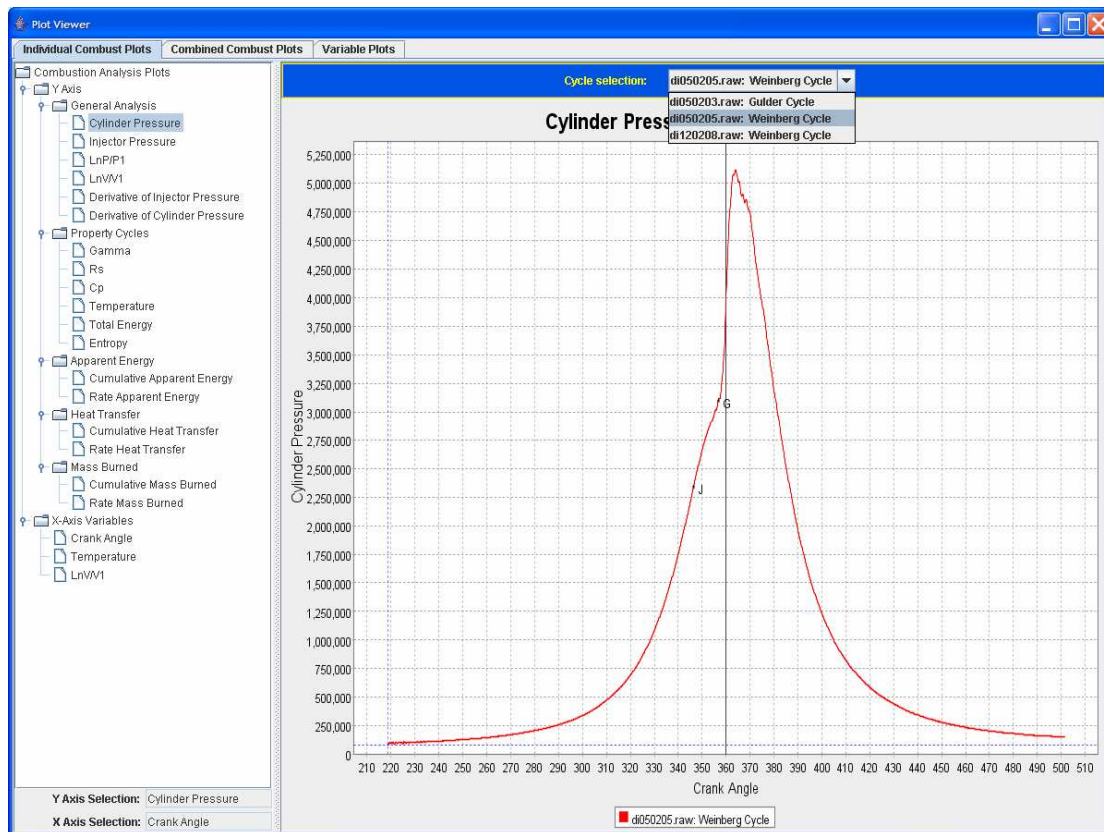 Plot Viewer
Individual Combust Plots
Combined Combust Plots
Variable Plots
Combustion Analysis Plots
Y Axis
General Analysis
Cylinder Pressure
Injector Pressure
LnP/P1
LnV/V1
Derivative of Injector Pressure
Derivative of Cylinder Pressure
Property Cycles
Gamma
Rs
Cp
Temperature
Total Energy
Entropy
Apparent Energy
Cumulative Apparent Energy
Rate Apparent Energy
Heat Transfer
Cumulative Heat Transfer
Rate Heat Transfer
Mass Burned
Cumulative Mass Burned
Rate Mass Burned
X-Axis Variables
Crank Angle
Temperature
LnV/V1
Y Axis Selection: Cylinder Pressure
X Axis Selection: Crank Angle
Cycle selection: di050205.raw: Weinberg Cycle
di050203.raw: Gulder Cycle
di050205.raw: Weinberg Cycle
di120208.raw: Weinberg Cycle
Cylinder Press
Cylinder Pressure
5,250,000
5,000,000
4,750,000
4,500,000
4,250,000
4,000,000
3,750,000
3,500,000
3,250,000
3,000,000
2,750,000
2,500,000
2,250,000
2,000,000
1,750,000
1,500,000
1,250,000
1,000,000
750,000
500,000
250,000
0
G
J
210 220 230 240 250 260 270 280 290 300 310 320 330 340 350 360 370 380 390 400 410 420 430 440 450 460 470 480 490 500 510
Crank Angle
di050205.raw: Weinberg Cycle